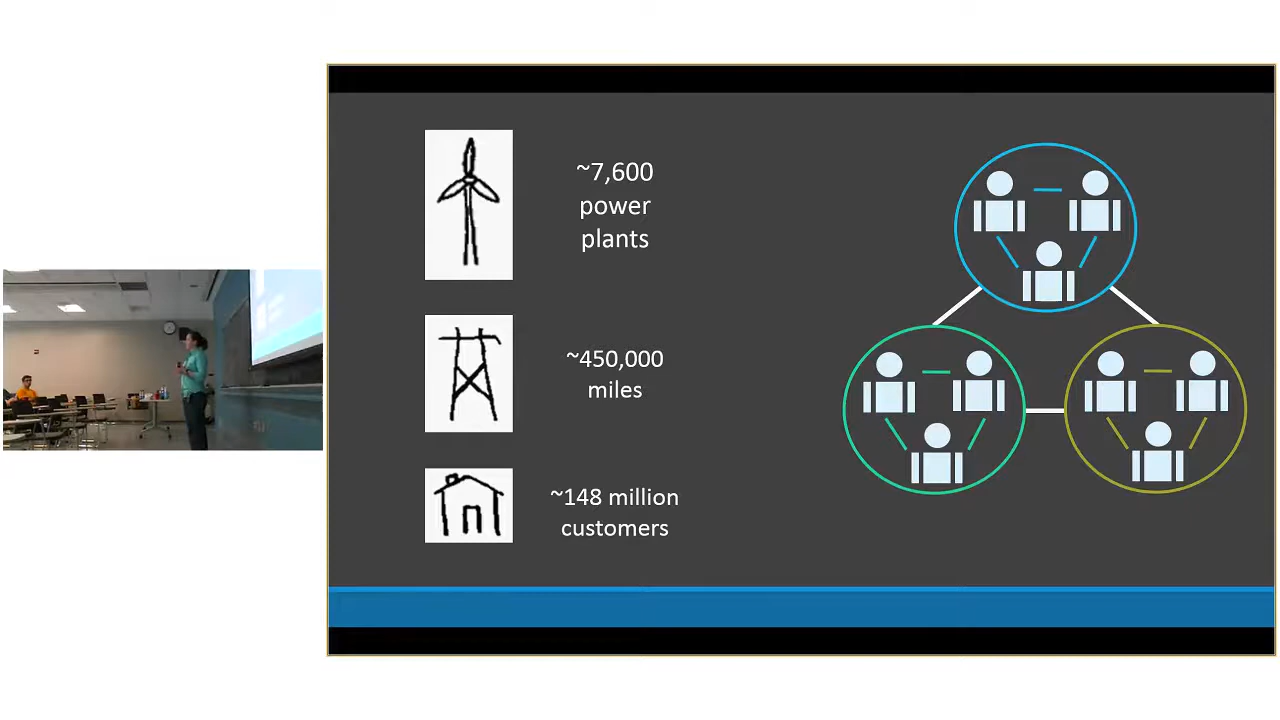 ~7,600
power
plants
~450,000
miles
~148 million
customers